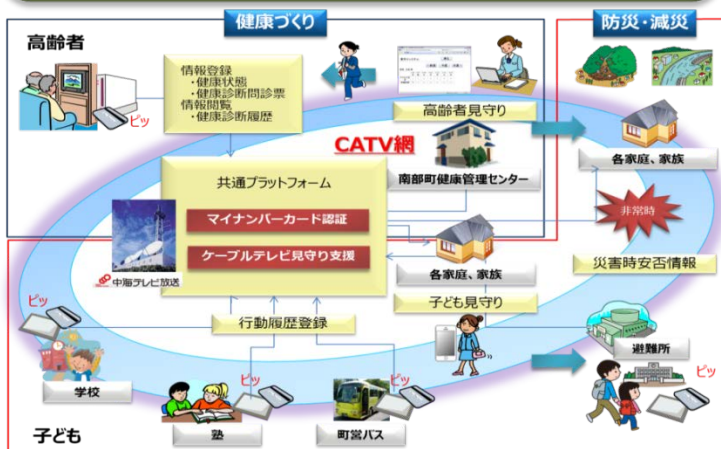 健康づくり
防災・減災
高齢者
情報登録
・健康状態
・健康診断問診票
情報閲覧
・健康診断履歴
ピッ
高齢者見守り
CATV網
南部町健康管理センター
各家庭、家族
共通プラットフォーム
マイナンバーカード認証
ケーブルテレビ見守り支援
中海テレビ放送
非常時
各家庭、家族
災害時安否情報
子ども見守り
行動履歴登録
ピッ
学校
ピッ
塾
ピッ
町営バス
避難所
ピッ
子ども